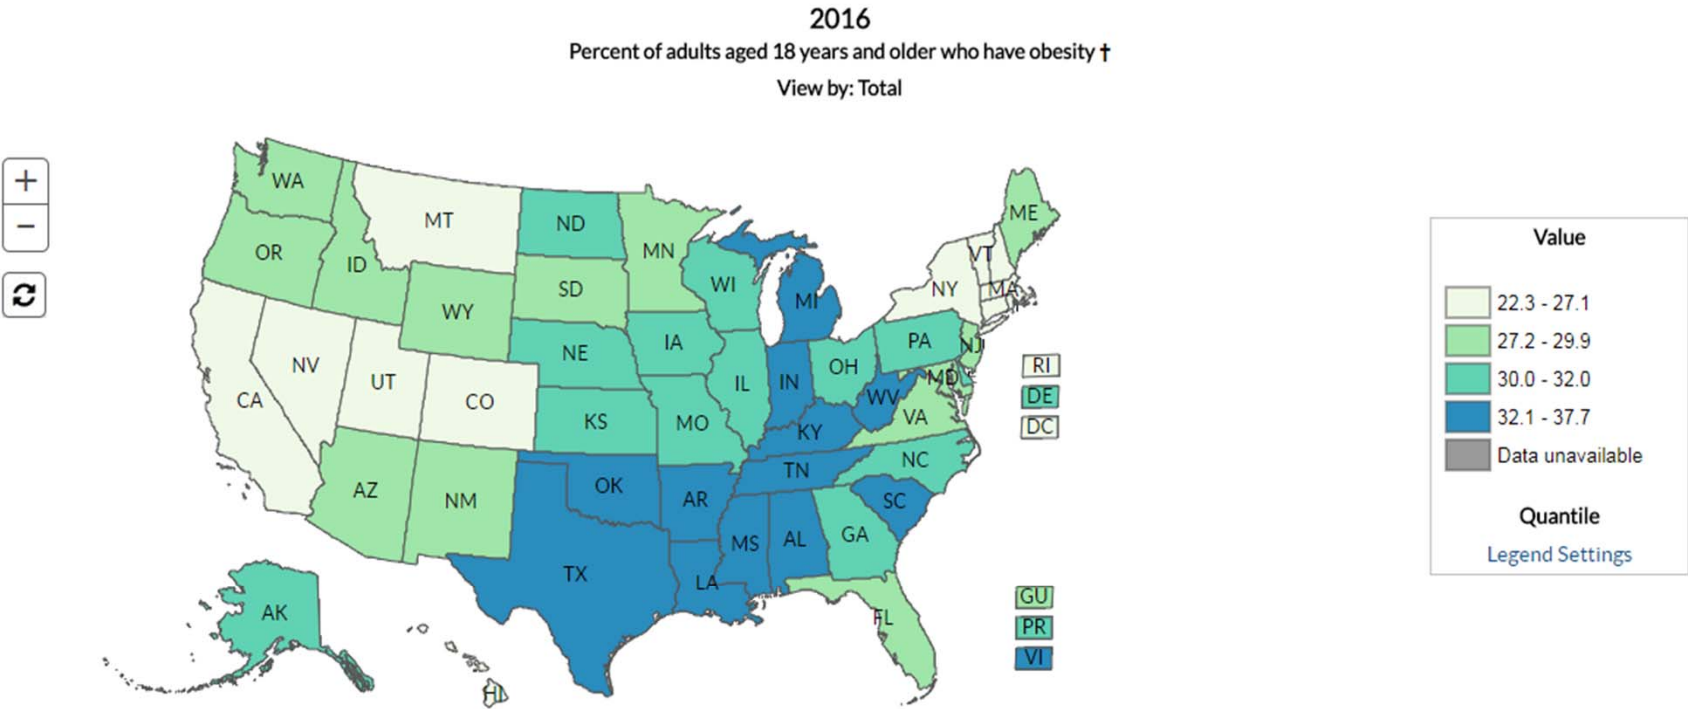 2016
Percent of adults aged 18 years and older who have obesity †
View by: Total
+
−
WA
MT
ND
MN
ME
OR
ID
SD
WI
VT
WY
MI
NY
MA
NV
UT
NE
IA
PA
NJ
CA
CO
IL
IN
OH
MD
RI
KS
MO
WV
VA
DE
KY
DC
AZ
NM
OK
AR
TN
NC
SC
TX
MS
AL
GA
LA
AK
HI
FL
GU
PR
VI
Value
22.3 - 27.1
27.2 - 29.9
30.0 - 32.0
32.1 - 37.7
Data unavailable
Quantile
Legend Settings